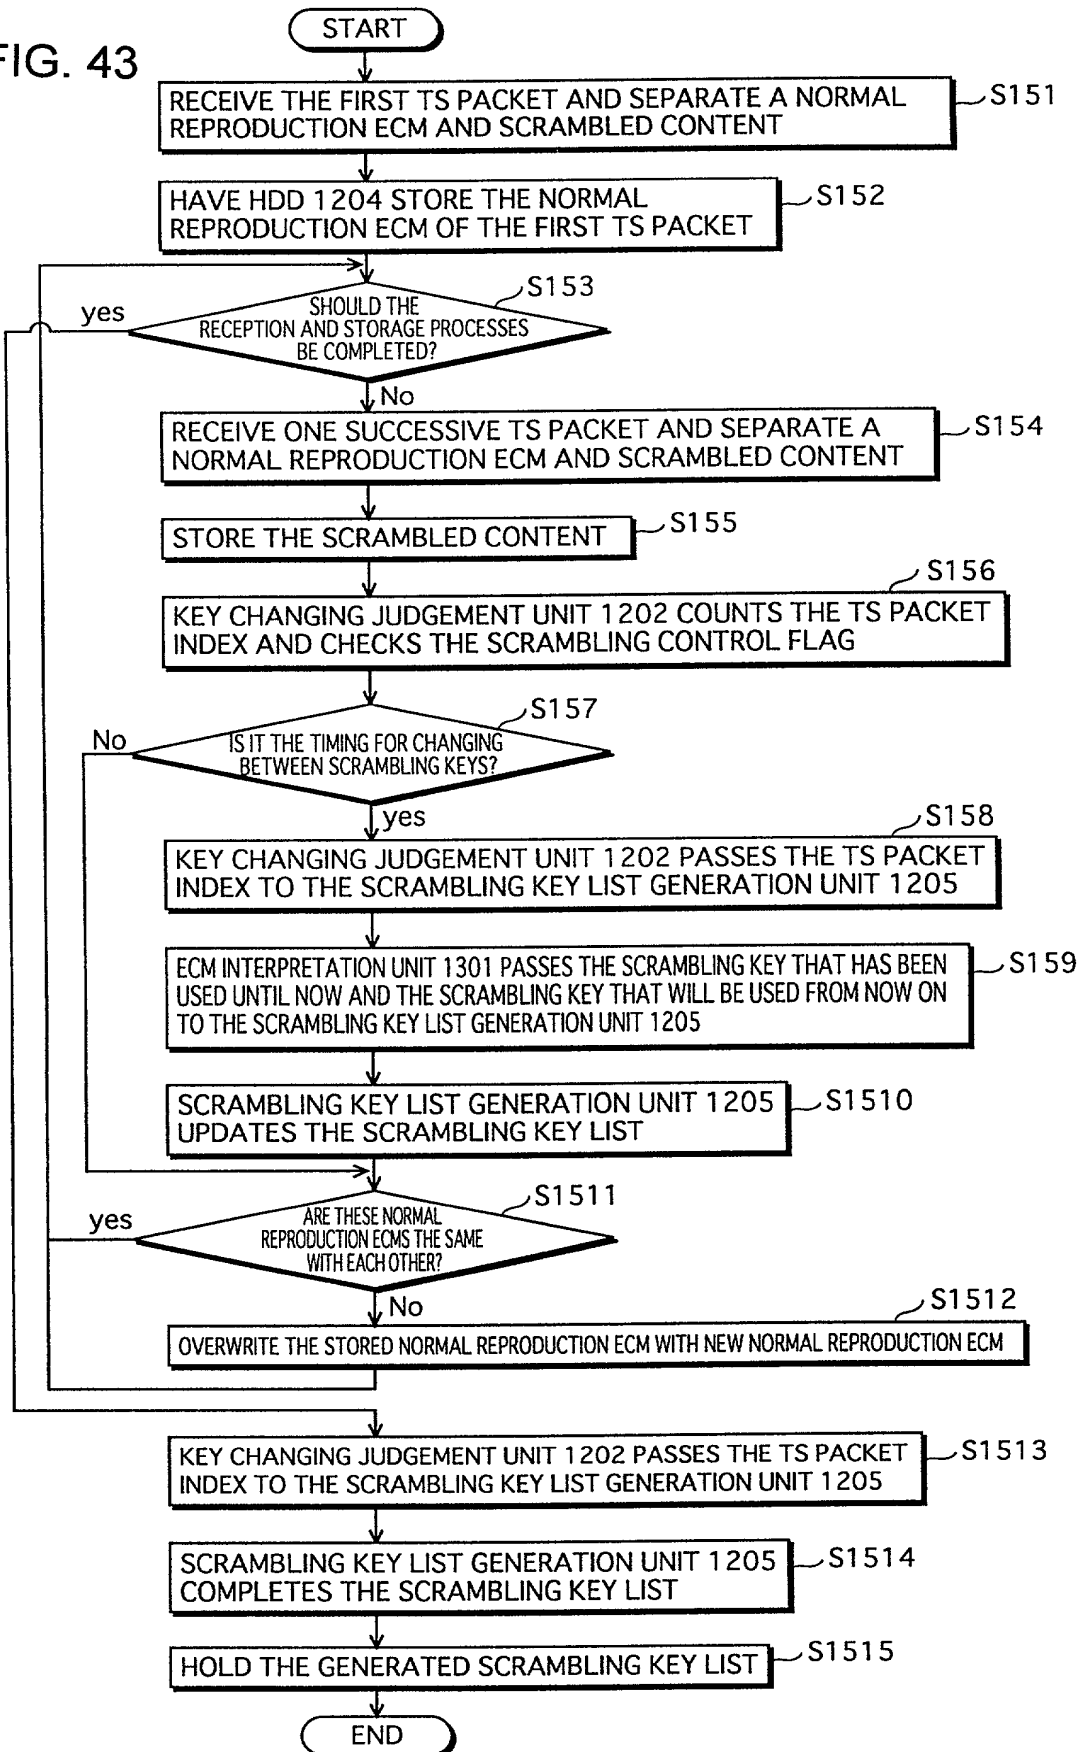 START
FIG. 43
RECEIVE THE FIRST TS PACKET AND SEPARATE A NORMAL
REPRODUCTION ECM AND SCRAMBLED CONTENT
S151
HAVE HDD 1204 STORE THE NORMAL
REPRODUCTION ECM OF THE FIRST TS PACKET
S152
S153
yes
SHOULD THE
RECEPTION AND STORAGE PROCESSES
BE COMPLETED?
No
RECEIVE ONE SUCCESSIVE TS PACKET AND SEPARATE A
NORMAL REPRODUCTION ECM AND SCRAMBLED CONTENT
S154
STORE THE SCRAMBLED CONTENT
S155
S156
KEY CHANGING JUDGEMENT UNIT 1202 COUNTS THE TS PACKET
INDEX AND CHECKS THE SCRAMBLING CONTROL FLAG
S157
No
IS IT THE TIMING FOR CHANGING
BETWEEN SCRAMBLING KEYS?
yes
S158
KEY CHANGING JUDGEMENT UNIT 1202 PASSES THE TS PACKET
INDEX TO THE SCRAMBLING KEY LIST GENERATION UNIT 1205
ECM INTERPRETATION UNIT 1301 PASSES THE SCRAMBLING KEY THAT HAS BEEN
USED UNTIL NOW AND THE SCRAMBLING KEY THAT WILL BE USED FROM NOW ON
TO THE SCRAMBLING KEY LIST GENERATION UNIT 1205
S159
SCRAMBLING KEY LIST GENERATION UNIT 1205
UPDATES THE SCRAMBLING KEY LIST
S1510
S1511
yes
ARE THESE NORMAL
REPRODUCTION ECMS THE SAME
WITH EACH OTHER?
No
S1512
OVERWRITE THE STORED NORMAL REPRODUCTION ECM WITH NEW NORMAL REPRODUCTION ECM
KEY CHANGING JUDGEMENT UNIT 1202 PASSES THE TS PACKET
INDEX TO THE SCRAMBLING KEY LIST GENERATION UNIT 1205
S1513
SCRAMBLING KEY LIST GENERATION UNIT 1205
COMPLETES THE SCRAMBLING KEY LIST
S1514
HOLD THE GENERATED SCRAMBLING KEY LIST
S1515
END